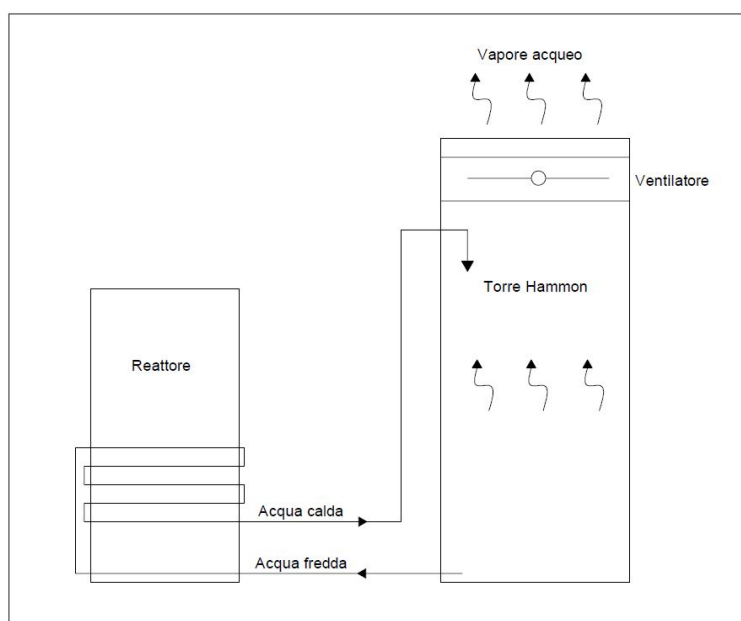 Vapore acqueo
Ventilatore
Torre Hammon
Reattore
Acqua calda
Acqua fredda